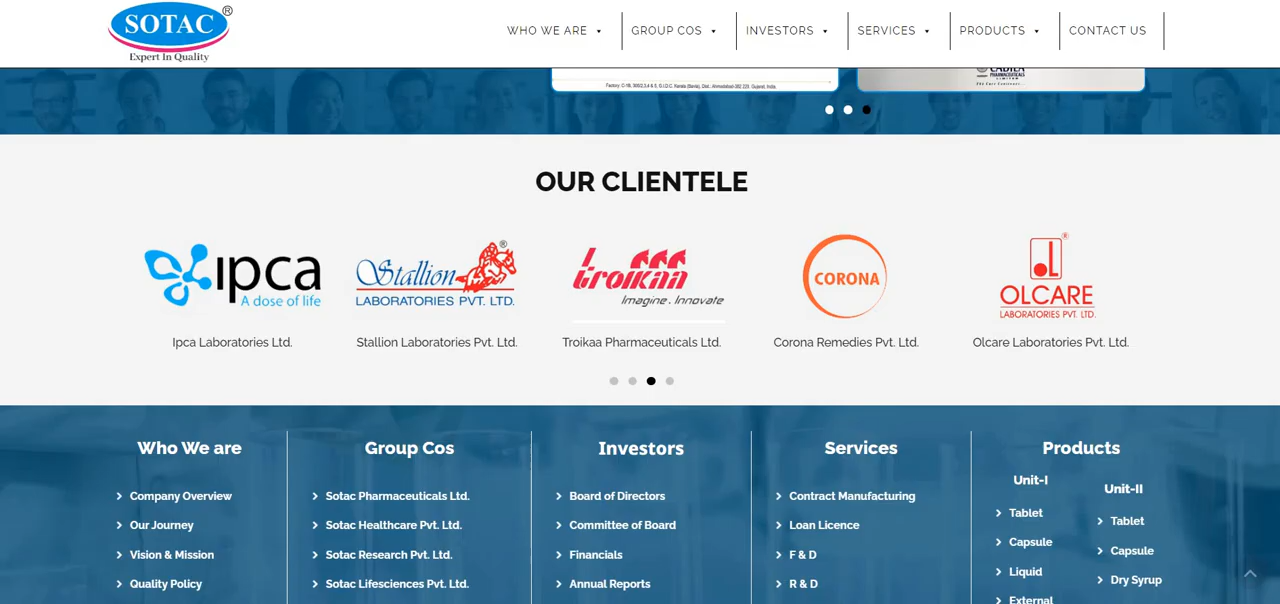 SOTAC ®
Expert In Quality
WHO WE ARE
GROUP COS
INVESTORS
SERVICES
PRODUCTS
CONTACT US
CADILA
PHARMACEUTICALS
LIMITED
OUR CLIENTELE
ipca
A dose of life
Stallion ®
LABORATORIES PVT. LTD.
troikaa
Imagine. Innovate
CORONA
®
OLCARE
LABORATORIES PVT. LTD.
Ipca Laboratories Ltd.
Stallion Laboratories Pvt. Ltd.
Troikaa Pharmaceuticals Ltd.
Corona Remedies Pvt. Ltd.
Olcare Laboratories Pvt. Ltd.
Who We are
Company Overview
Our Journey
Vision & Mission
Quality Policy
Group Cos
Sotac Pharmaceuticals Ltd.
Sotac Healthcare Pvt. Ltd.
Sotac Research Pvt. Ltd.
Sotac Lifesciences Pvt. Ltd.
Investors
Board of Directors
Committee of Board
Financials
Annual Reports
Services
Contract Manufacturing
Loan Licence
F & D
R & D
Products
Unit-I
Tablet
Capsule
Liquid
External
Unit-II
Tablet
Capsule
Dry Syrup